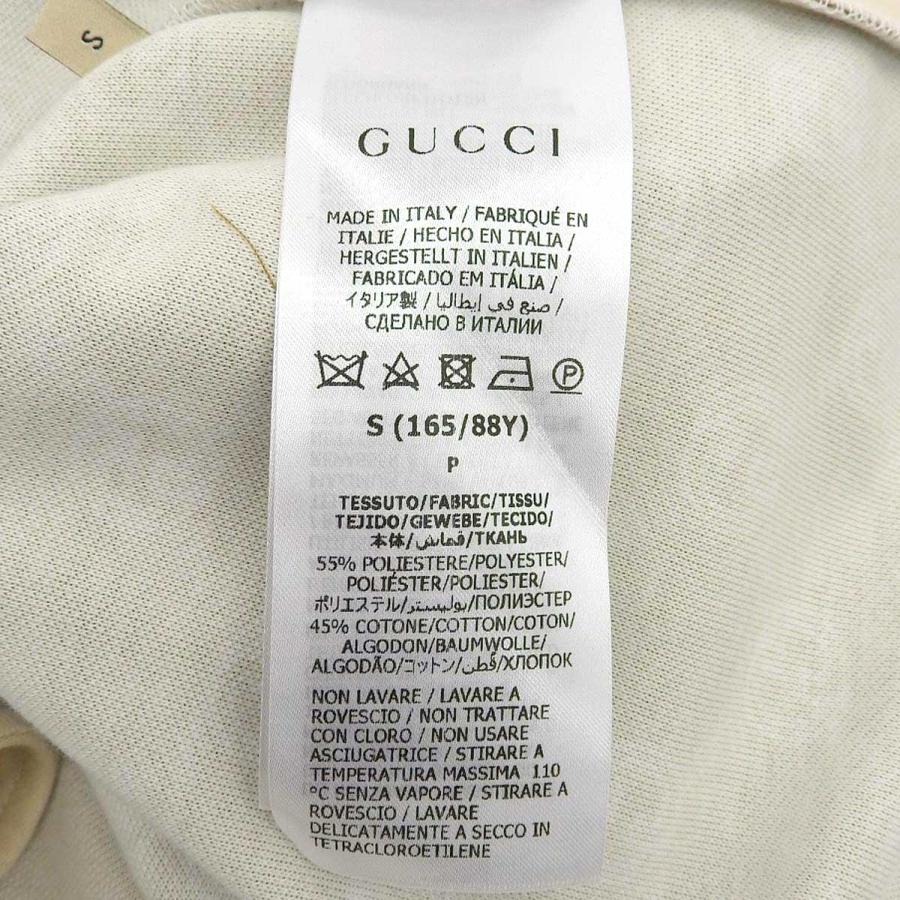 S
GUCCI
MADE IN ITALY / FABRIQUÉ EN
ITALIE / HECHO EN ITALIA /
HERGESTELLT IN ITALIEN /
FABRICADO EM ITÁLIA /
イタリア製 / صنع في إيطاليا /
СДЕЛАНО В ИТАЛИИ
P
S (165/88Y)
P
TESSUTO/FABRIC/TISSU/
TEJIDO/GEWEBE/TECIDO/
本体/قماش/ТКАНЬ
55% POLIESTERE/POLYESTER/
POLIÉSTER/POLIESTER/
ポリエステル/بوليستر/ПОЛИЭСТЕР
45% COTONE/COTTON/COTON/
ALGODON/BAUMWOLLE/
ALGODÃO/コットン/قطن/ХЛОПОК
NON LAVARE / LAVARE A
ROVESCIO / NON TRATTARE
CON CLORO / NON USARE
ASCIUGATRICE / STIRARE A
TEMPERATURA MASSIMA 110
°C SENZA VAPORE / STIRARE A
ROVESCIO / LAVARE
DELICATAMENTE A SECCO IN
TETRACLOROETILENE